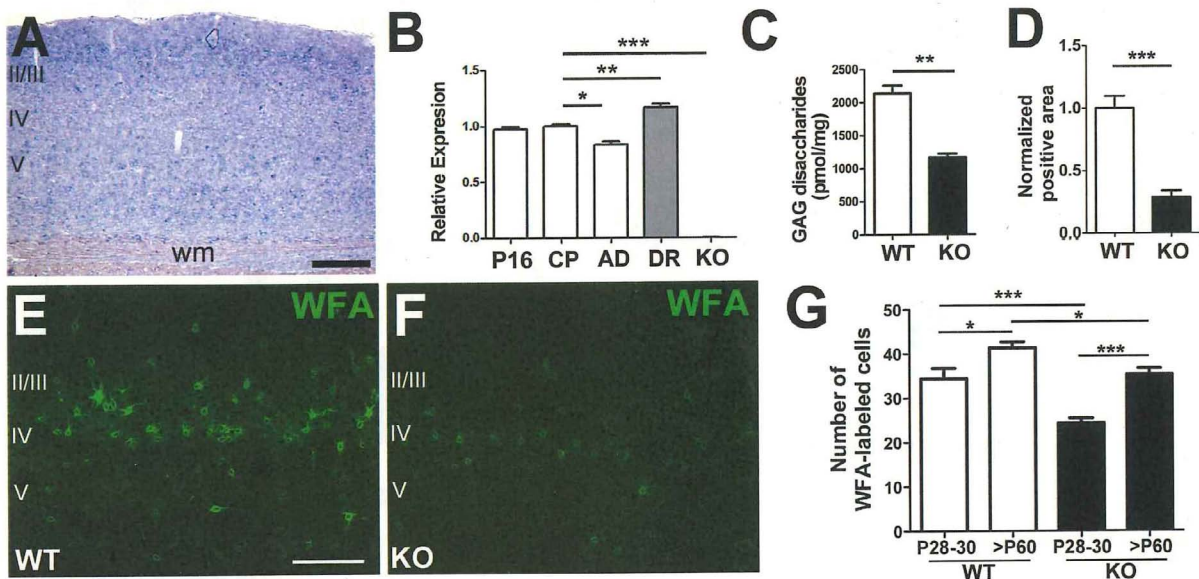 A
II/III
IV
V
wm
B
***
**
*
Relative Expresion
1.5
1.0
0.5
0.0
P16 CP AD DR KO
C
**
GAG disaccharides
(pmol/mg)
2500
2000
1500
1000
500
0
WT KO
D
***
Normalized
positive area
1.5
1.0
0.5
0.0
WT KO
E
WFA
II/III
IV
V
WT
F
WFA
II/III
IV
V
KO
G
***
*
*
***
Number of
WFA-labeled cells
50
40
30
20
10
0
P28-30 >P60 P28-30 >P60
WT KO